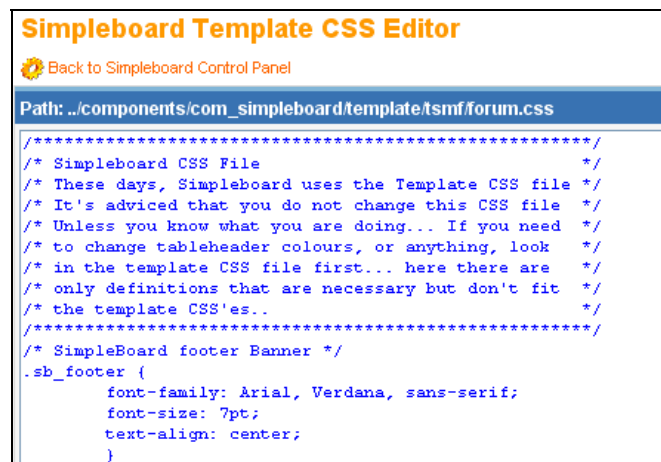 Simpleboard Template CSS Editor
Back to Simpleboard Control Panel
Path: ../components/com_simpleboard/template/tsmf/forum.css
/******************************************************/
/* Simpleboard CSS File */
/* These days, Simpleboard uses the Template CSS file */
/* It's adviced that you do not change this CSS file */
/* Unless you know what you are doing... If you need */
/* to change tableheader colours, or anything, look */
/* in the template CSS file first... here there are */
/* only definitions that are necessary but don't fit */
/* the template CSS'es.. */
/******************************************************/
/* SimpleBoard footer Banner */
.sb_footer {
font-family: Arial, Verdana, sans-serif;
font-size: 7pt;
text-align: center;
}